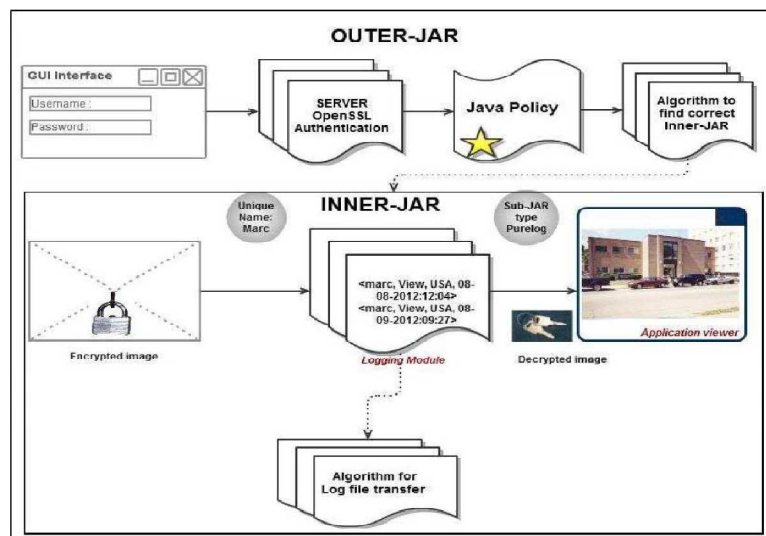 OUTER-JAR
GUI Interface
Username :
Password :
SERVER
OpenSSL
Authentication
Java Policy
Algorithm to
find correct
Inner-JAR
INNER-JAR
Unique
Name:
Marc
Sub-JAR
type
Purelog
<marc, View, USA, 08-
08-2012:12:04>
<marc, View, USA, 08-
09-2012:09:27>
Application viewer
Encrypted image
Logging Module
Decrypted image
Algorithm for
Log file transfer